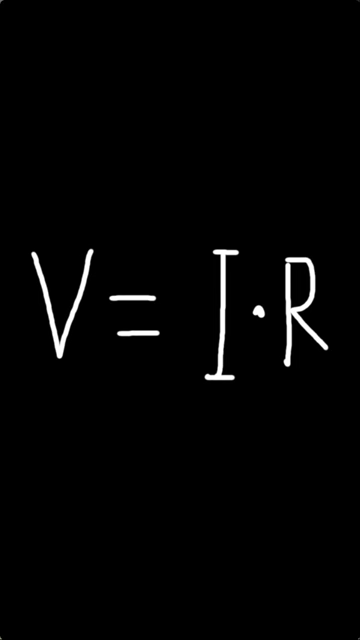 V = I · R